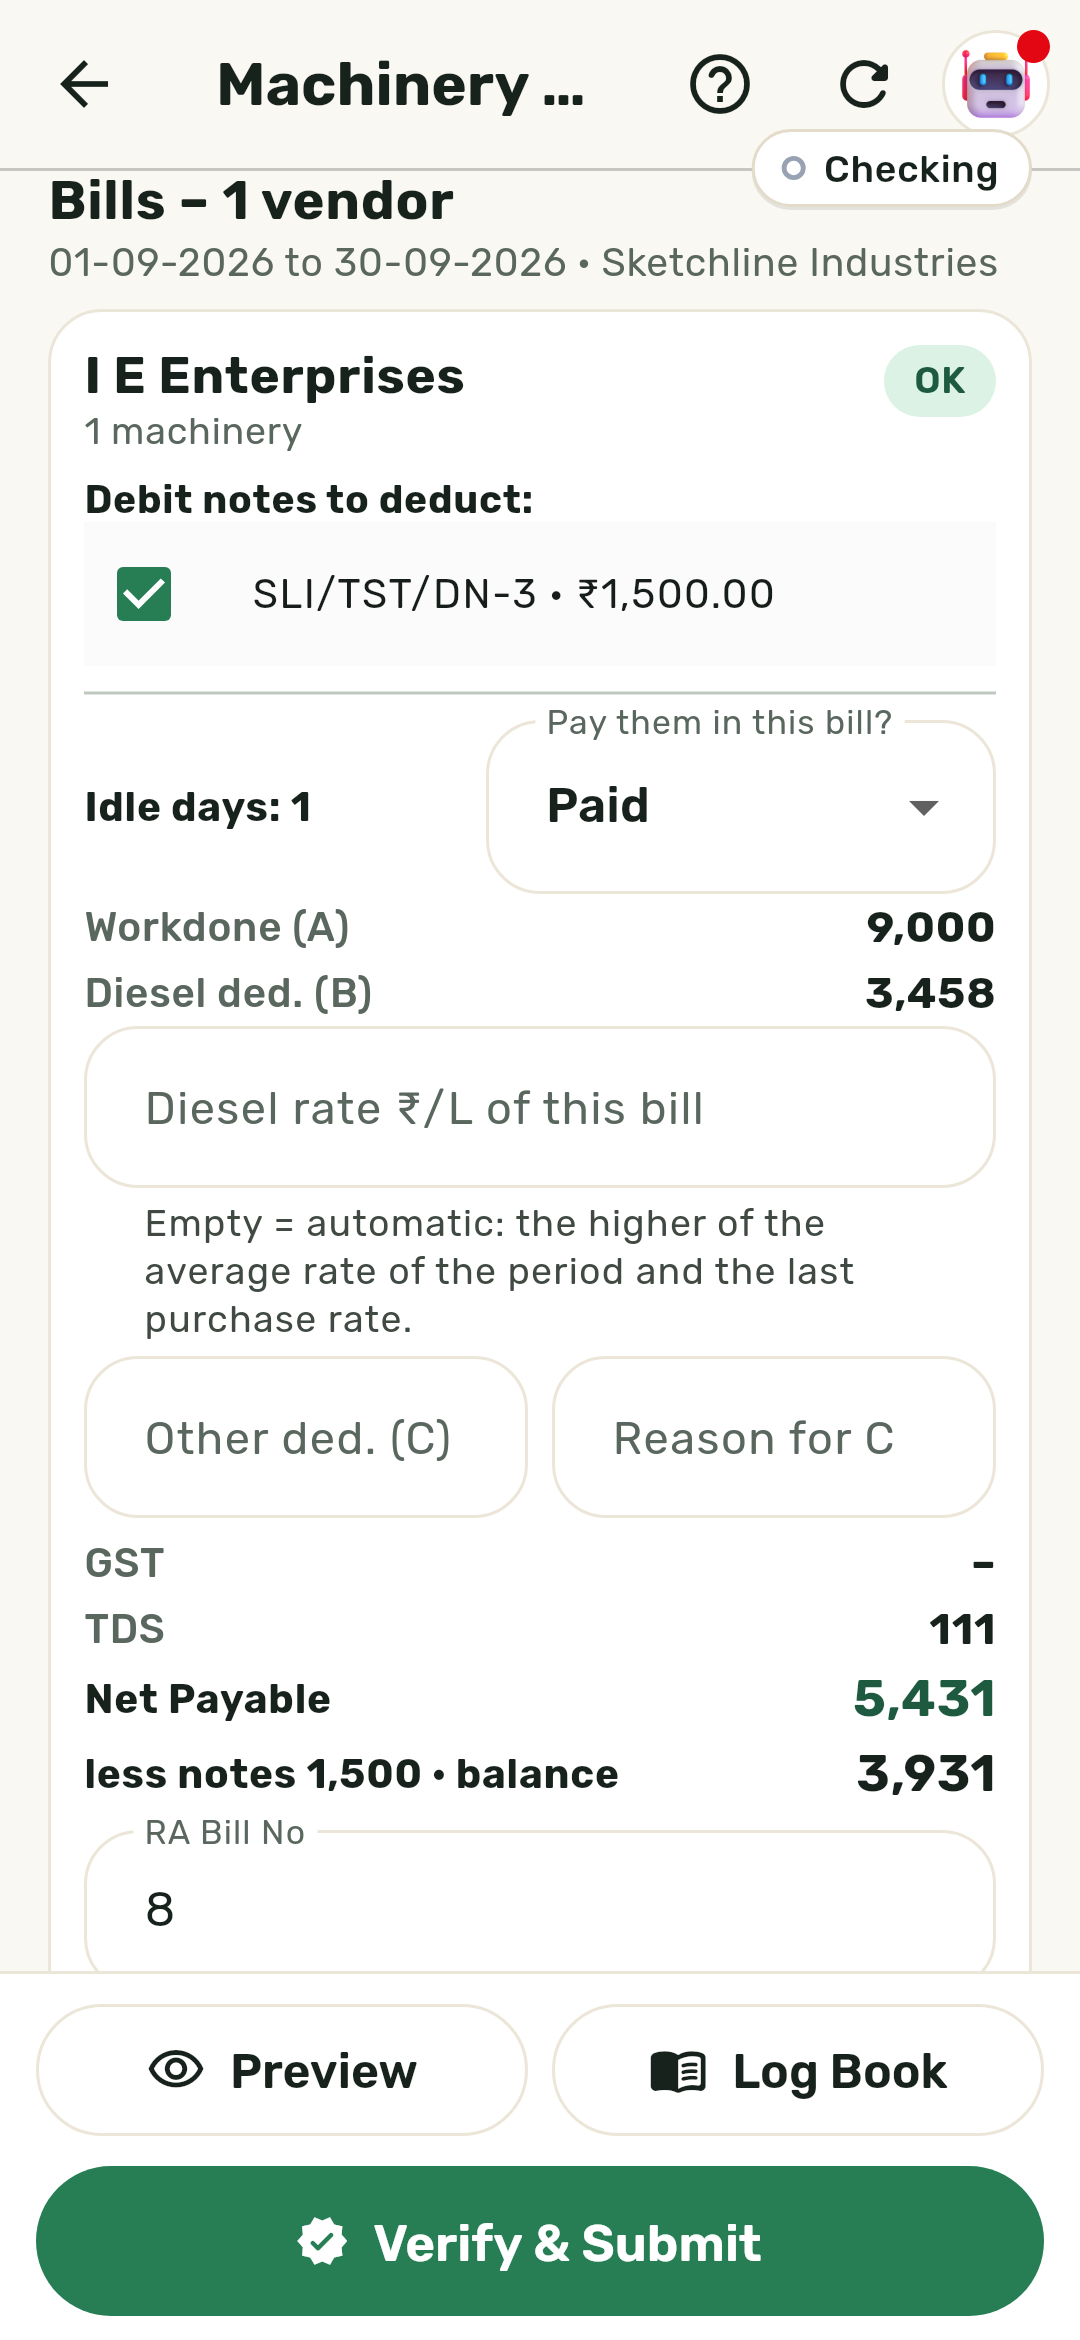 Machinery ...
Checking
Bills – 1 vendor
01-09-2026 to 30-09-2026 • Sketchline Industries
I E Enterprises
OK
1 machinery
Debit notes to deduct:
SLI/TST/DN-3 • ₹1,500.00
Pay them in this bill?
Idle days: 1
Paid
Workdone (A) 9,000
Diesel ded. (B) 3,458
Diesel rate ₹/L of this bill
Empty = automatic: the higher of the
average rate of the period and the last
purchase rate.
Other ded. (C) Reason for C
GST –
TDS 111
Net Payable 5,431
less notes 1,500 • balance 3,931
RA Bill No
8
Preview Log Book
Verify & Submit